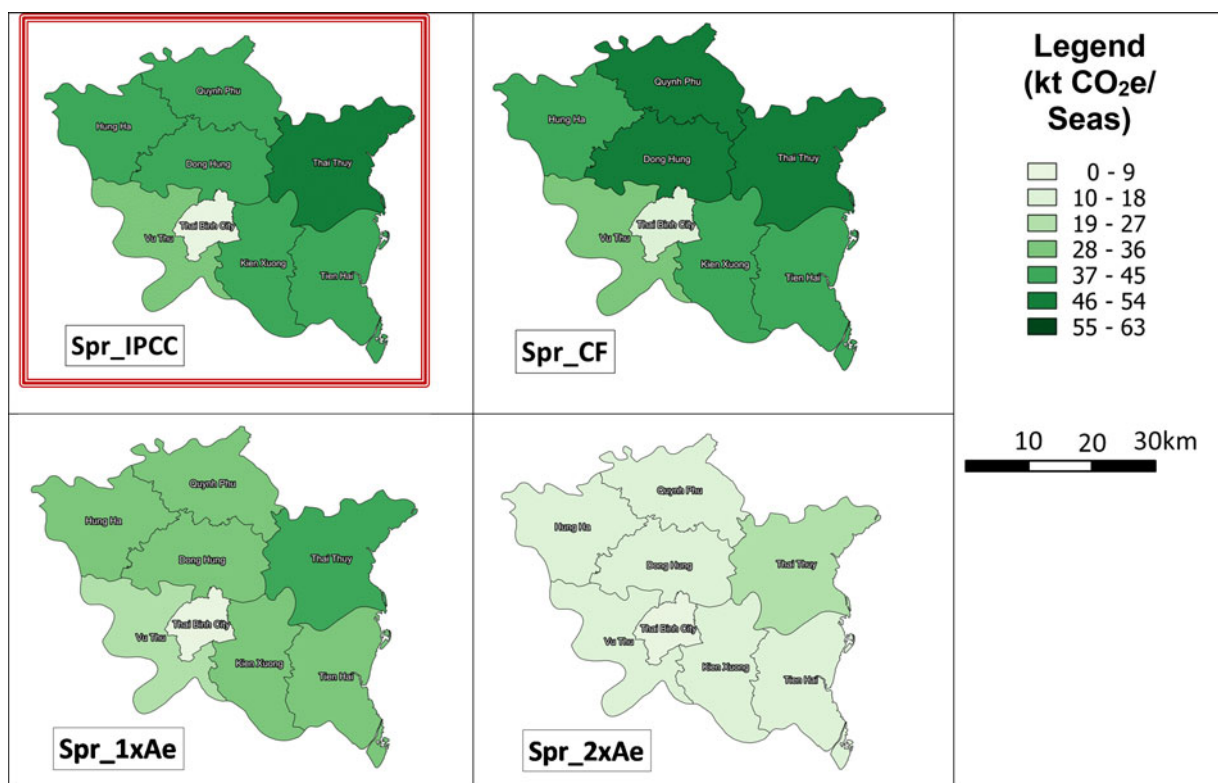 Quynh Phu
Hung Ha
Dong Hung
Thai Thuy
Thai Binh City
Vu Thu
Kien Xuong
Tien Hai
Spr_IPCC
Quynh Phu
Hung Ha
Dong Hung
Thai Thuy
Thai Binh City
Vu Thu
Kien Xuong
Tien Hai
Spr_CF
Legend
(kt CO₂e/
Seas)
0 - 9
10 - 18
19 - 27
28 - 36
37 - 45
46 - 54
55 - 63
10 20 30km
Quynh Phu
Hung Ha
Dong Hung
Thai Thuy
Thai Binh City
Vu Thu
Kien Xuong
Tien Hai
Spr_1xAe
Quynh Phu
Hung Ha
Dong Hung
Thai Thuy
Thai Binh City
Vu Thu
Kien Xuong
Tien Hai
Spr_2xAe